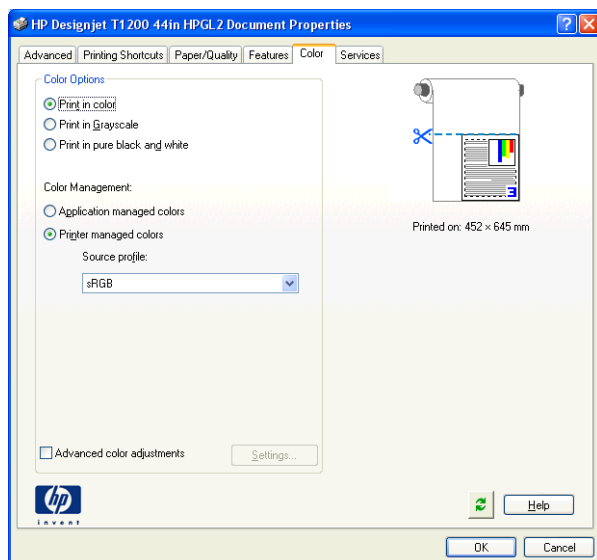 HP Designjet T1200 44in HPGL2 Document Properties
Advanced Printing Shortcuts Paper/Quality Features Color Services
Color Options
Print in color
Print in Grayscale
Print in pure black and white
Color Management:
Application managed colors
Printer managed colors
Source profile:
sRGB
Advanced color adjustments
Settings...
3
Printed on: 452 × 645 mm
hp
invent
Help
OK
Cancel